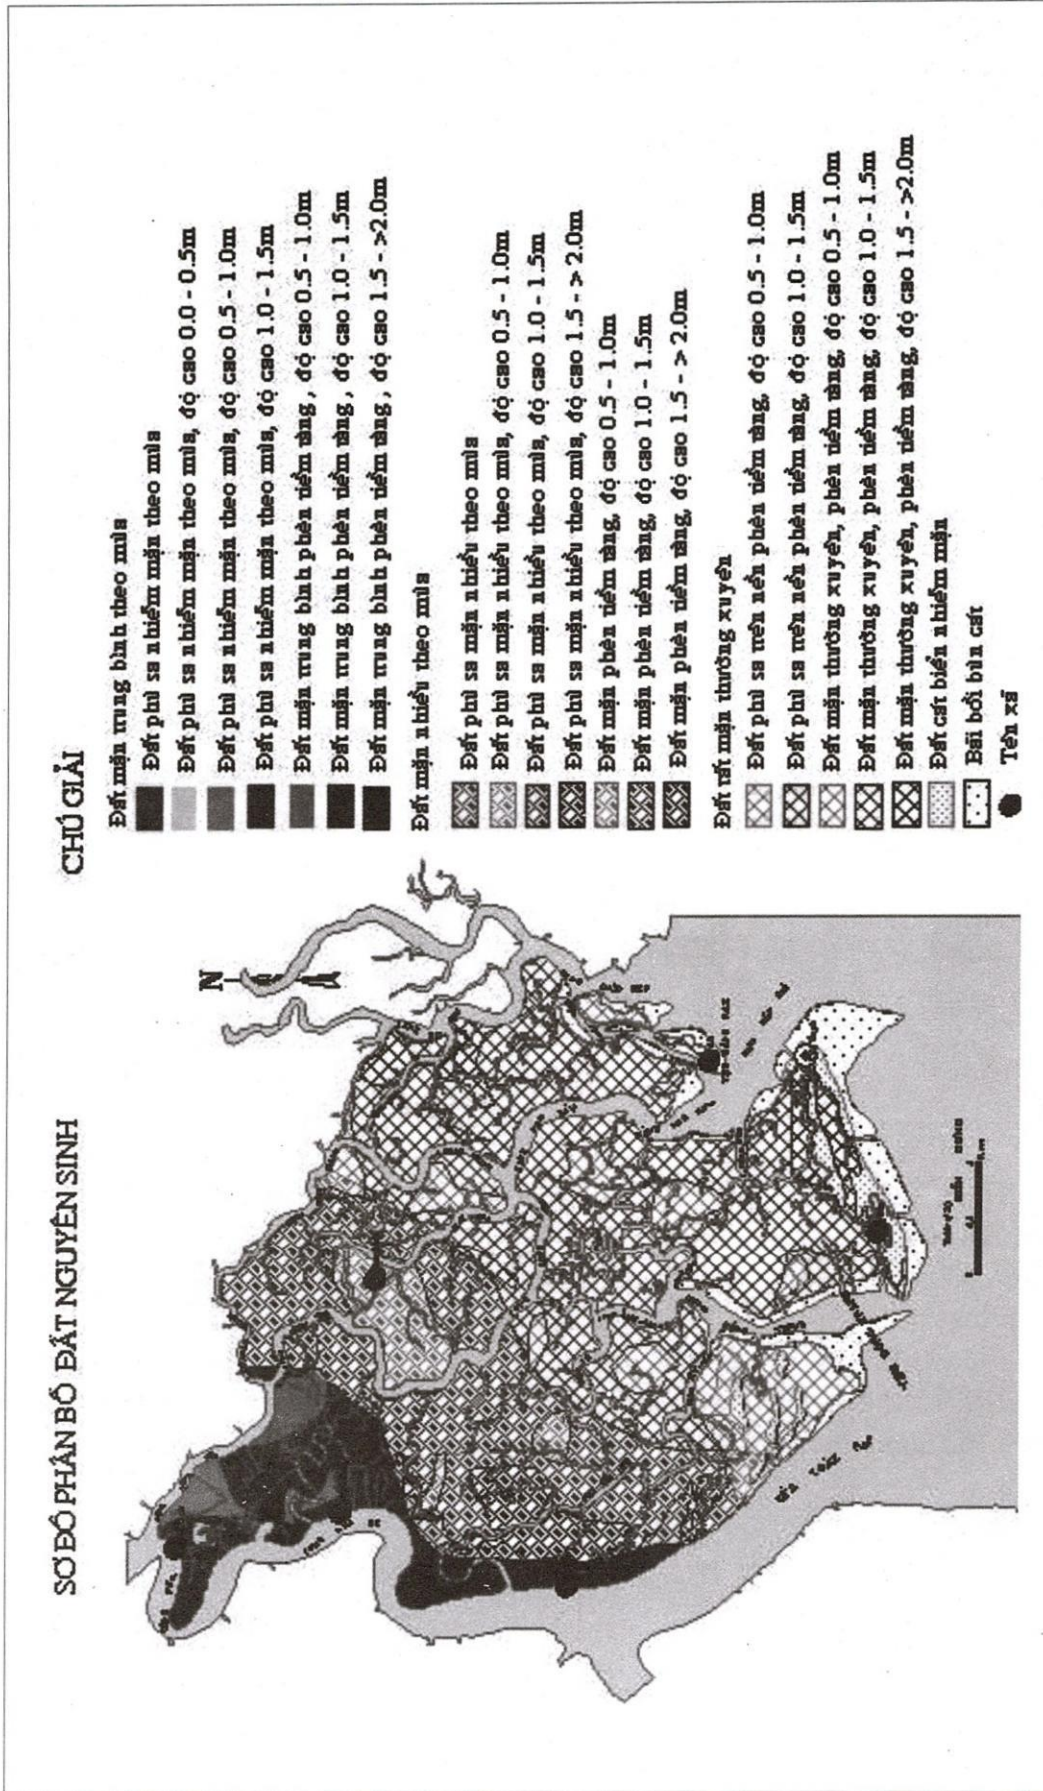 SƠ ĐỒ PHÂN BỐ ĐẤT NGUYÊN SINH
CHÚ GIẢI
Đất mặn trung bình theo mùa
Đất phù sa nhiễm mặn theo mùa
Đất phù sa nhiễm mặn theo mùa, độ cao 0.0 - 0.5m
Đất phù sa nhiễm mặn theo mùa, độ cao 0.5 - 1.0m
Đất phù sa nhiễm mặn theo mùa, độ cao 1.0 - 1.5m
Đất mặn trung bình phèn tiềm tàng, độ cao 0.5 - 1.0m
Đất mặn trung bình phèn tiềm tàng, độ cao 1.0 - 1.5m
Đất mặn trung bình phèn tiềm tàng, độ cao 1.5 - >2.0m
Đất mặn nhiều theo mùa
Đất phù sa mặn nhiều theo mùa
Đất phù sa mặn nhiều theo mùa, độ cao 0.5 - 1.0m
Đất phù sa mặn nhiều theo mùa, độ cao 1.0 - 1.5m
Đất phù sa mặn nhiều theo mùa, độ cao 1.5 - > 2.0m
Đất mặn phèn tiềm tàng, độ cao 0.5 - 1.0m
Đất mặn phèn tiềm tàng, độ cao 1.0 - 1.5m
Đất mặn phèn tiềm tàng, độ cao 1.5 - > 2.0m
Đất rất mặn thường xuyên
Đất phù sa trên nền phèn tiềm tàng, độ cao 0.5 - 1.0m
Đất phù sa trên nền phèn tiềm tàng, độ cao 1.0 - 1.5m
Đất mặn thường xuyên, phèn tiềm tàng, độ cao 0.5 - 1.0m
Đất mặn thường xuyên, phèn tiềm tàng, độ cao 1.0 - 1.5m
Đất mặn thường xuyên, phèn tiềm tàng, độ cao 1.5 - >2.0m
Đất cát biển nhiễm mặn
Bãi bồi bùn cát
Tên xã
N